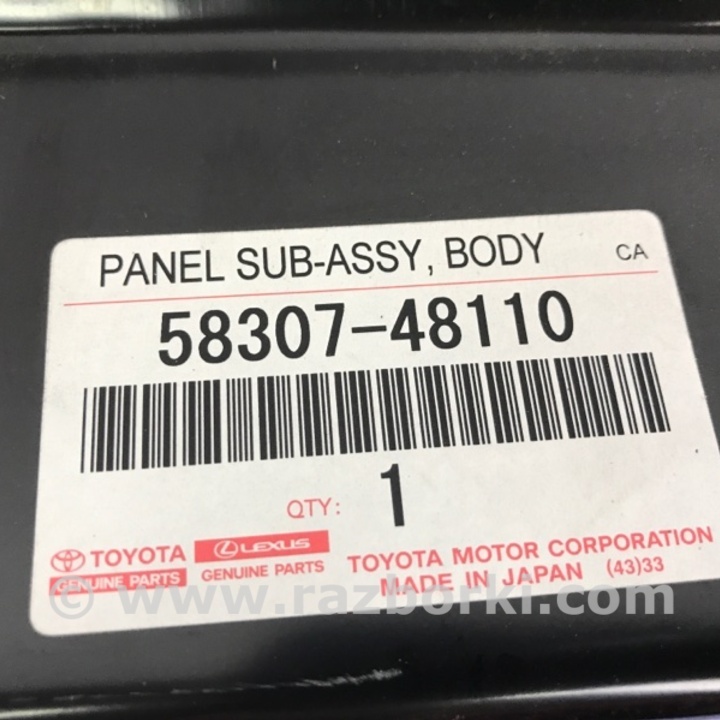 PANEL SUB-ASSY, BODY CA
58307-48110
QTY: 1
TOYOTA LEXUS TOYOTA MOTOR CORPORATION
GENUINE PARTS GENUINE PARTS MADE IN JAPAN (43)33
© www.razborki.com